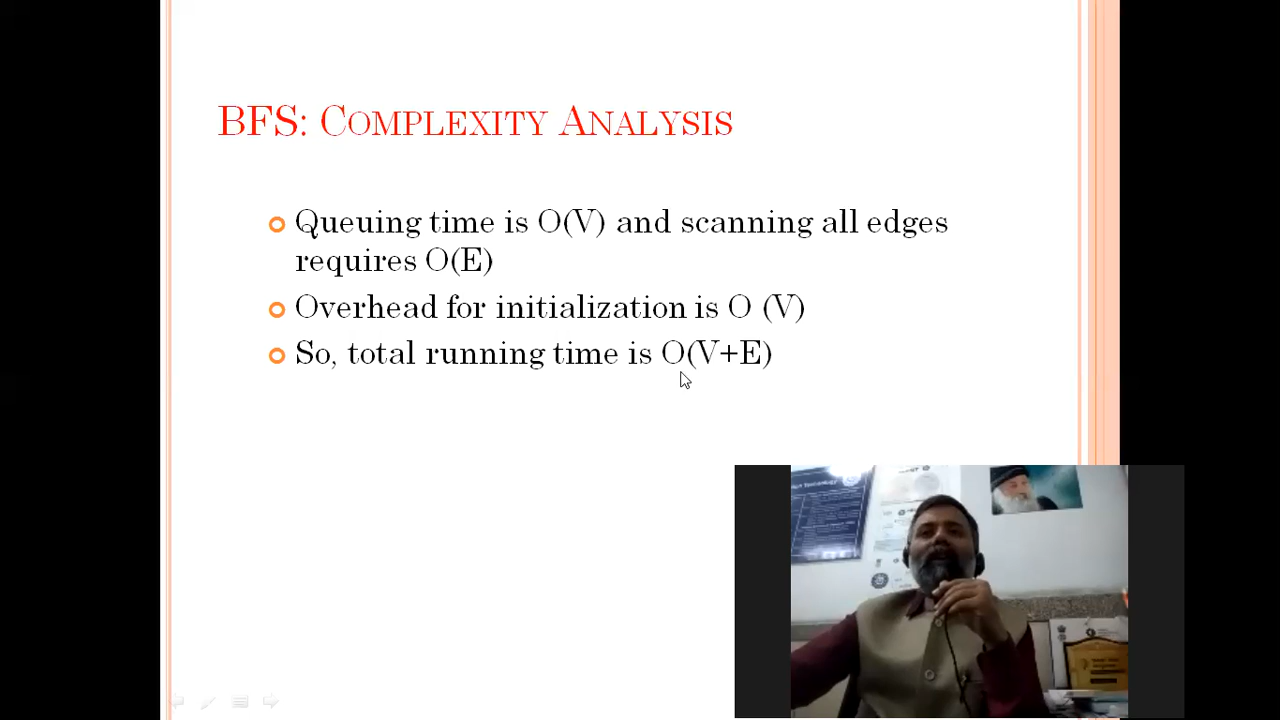 BFS: COMPLEXITY ANALYSIS
Queuing time is O(V) and scanning all edges
requires O(E)
Overhead for initialization is O (V)
So, total running time is O(V+E)